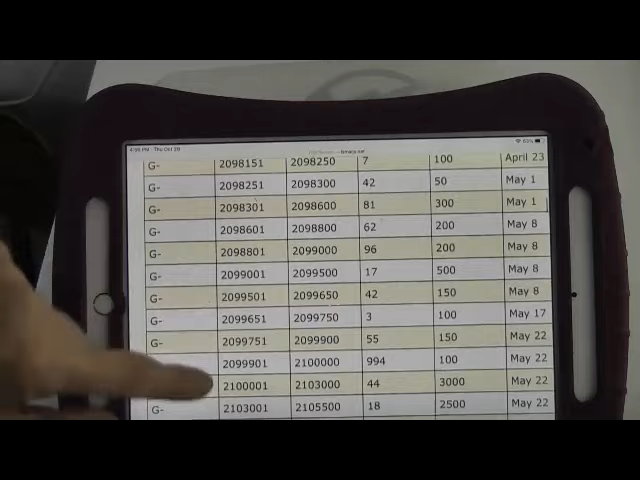 4:50 PM Thu Oct 20
63%
G- 2098151 2098250 7 100 April 23
G- 2098251 2098300 42 50 May 1
G- 2098301 2098600 81 300 May 1
G- 2098601 2098800 62 200 May 8
G- 2098801 2099000 96 200 May 8
G- 2099001 2099500 17 500 May 8
G- 2099501 2099650 42 150 May 8
G- 2099651 2099750 3 100 May 17
G- 2099751 2099900 55 150 May 22
2099901 2100000 994 100 May 22
2100001 2103000 44 3000 May 22
G- 2103001 2105500 18 2500 May 22